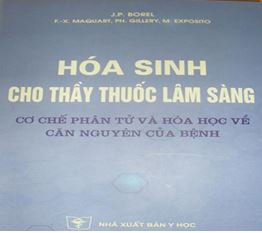 J.P. BOREL
F.-X. MAQUART, PH. GILLERY, M. EXPOSITO
HÓA SINH
CHO THẦY THUỐC LÂM SÀNG
CƠ CHẾ PHÂN TỬ VÀ HÓA HỌC VỀ
CĂN NGUYÊN CỦA BỆNH
NHÀ XUẤT BẢN Y HỌC